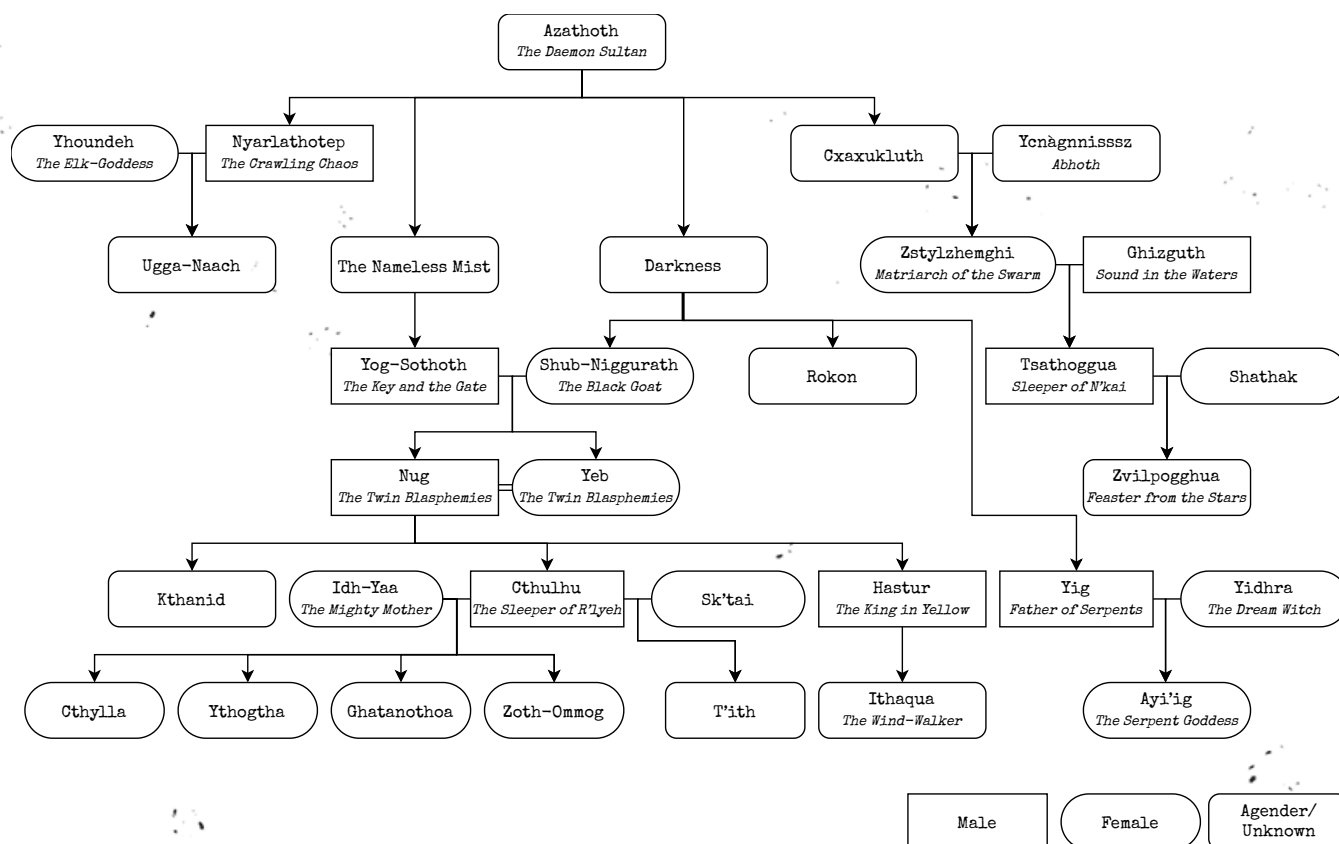 Azathoth
The Daemon Sultan
Yhoundeh
The Elk-Goddess
Nyarlathotep
The Crawling Chaos
Cxaxukluth
Ycnàgnnisssz
Abhoth
Ugga-Naach
The Nameless Mist
Darkness
Zstylzhemghi
Matriarch of the Swarm
Ghizguth
Sound in the Waters
Yog-Sothoth
The Key and the Gate
Shub-Niggurath
The Black Goat
Rokon
Tsathoggua
Sleeper of N'kai
Shathak
Nug
The Twin Blasphemies
Yeb
The Twin Blasphemies
Zvilpogghua
Feaster from the Stars
Kthanid
Idh-Yaa
The Mighty Mother
Cthulhu
The Sleeper of R'lyeh
Sk'tai
Hastur
The King in Yellow
Yig
Father of Serpents
Yidhra
The Dream Witch
Cthylla
Ythogtha
Ghatanothoa
Zoth-Ommog
T'ith
Ithaqua
The Wind-Walker
Ayi'ig
The Serpent Goddess
Male
Female
Agender/
Unknown